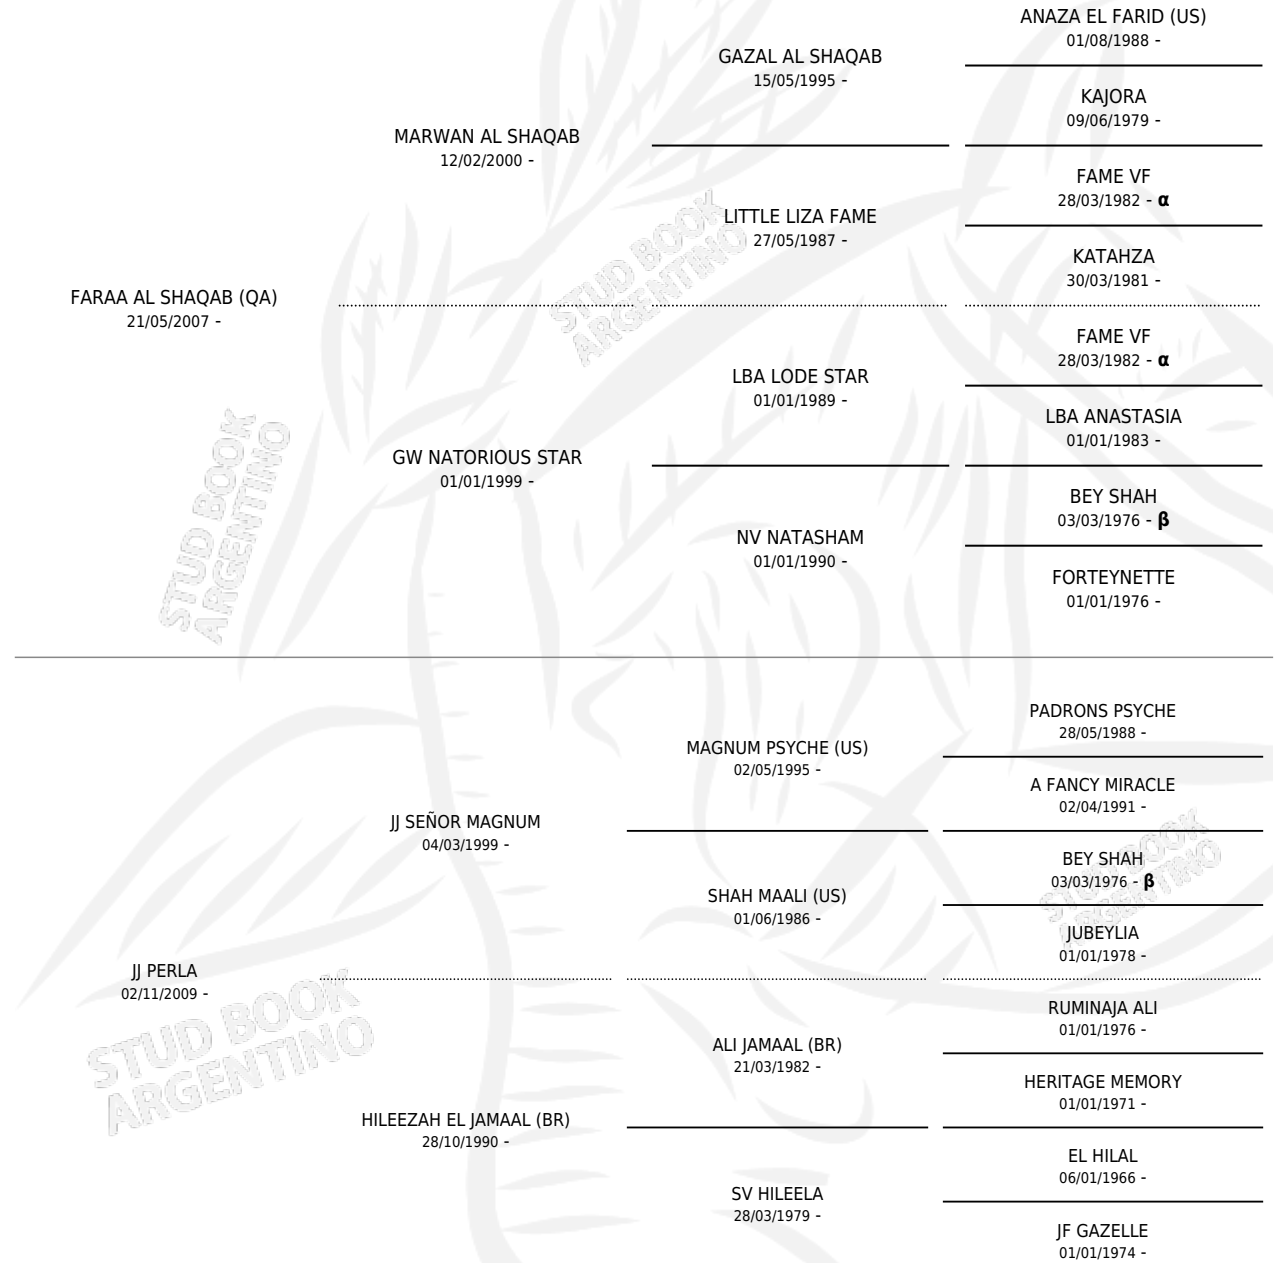 ANAZA EL FARID (US)
01/08/1988 -
GAZAL AL SHAQAB
15/05/1995 -
KAJORA
09/06/1979 -
MARWAN AL SHAQAB
12/02/2000 -
FAME VF
28/03/1982 - α
LITTLE LIZA FAME
27/05/1987 -
KATAHZA
30/03/1981 -
FARAA AL SHAQAB (QA)
21/05/2007 -
FAME VF
28/03/1982 - α
LBA LODE STAR
01/01/1989 -
LBA ANASTASIA
01/01/1983 -
GW NATORIOUS STAR
01/01/1999 -
BEY SHAH
03/03/1976 - β
NV NATASHAM
01/01/1990 -
FORTEYNETTE
01/01/1976 -
PADRONS PSYCHE
28/05/1988 -
MAGNUM PSYCHE (US)
02/05/1995 -
A FANCY MIRACLE
02/04/1991 -
JJ SEÑOR MAGNUM
04/03/1999 -
BEY SHAH
03/03/1976 - β
SHAH MAALI (US)
01/06/1986 -
JUBEYLIA
01/01/1978 -
JJ PERLA
02/11/2009 -
RUMINAJA ALI
01/01/1976 -
ALI JAMAAL (BR)
21/03/1982 -
HERITAGE MEMORY
01/01/1971 -
HILEEZAH EL JAMAAL (BR)
28/10/1990 -
EL HILAL
06/01/1966 -
SV HILEELA
28/03/1979 -
JF GAZELLE
01/01/1974 -
STUD BOOK
ARGENTINO
STUD BOOK
ARGENTINO
STUD BOOK
ARGENTINO
STUD BOOK
ARGENTINO